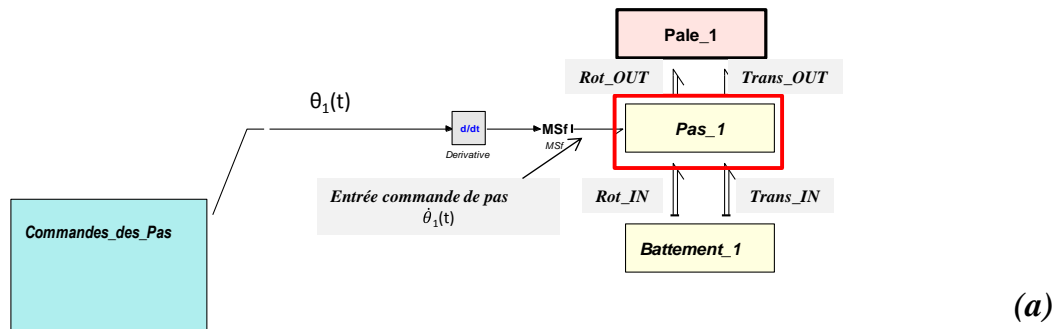 Pale_1
Rot_OUT
Trans_OUT
θ₁(t)
d/dt
MSf
Pas_1
Derivative
MSf
Entrée commande de pas
θ̇₁(t)
Rot_IN
Trans_IN
Commandes_des_Pas
Battement_1
(a)